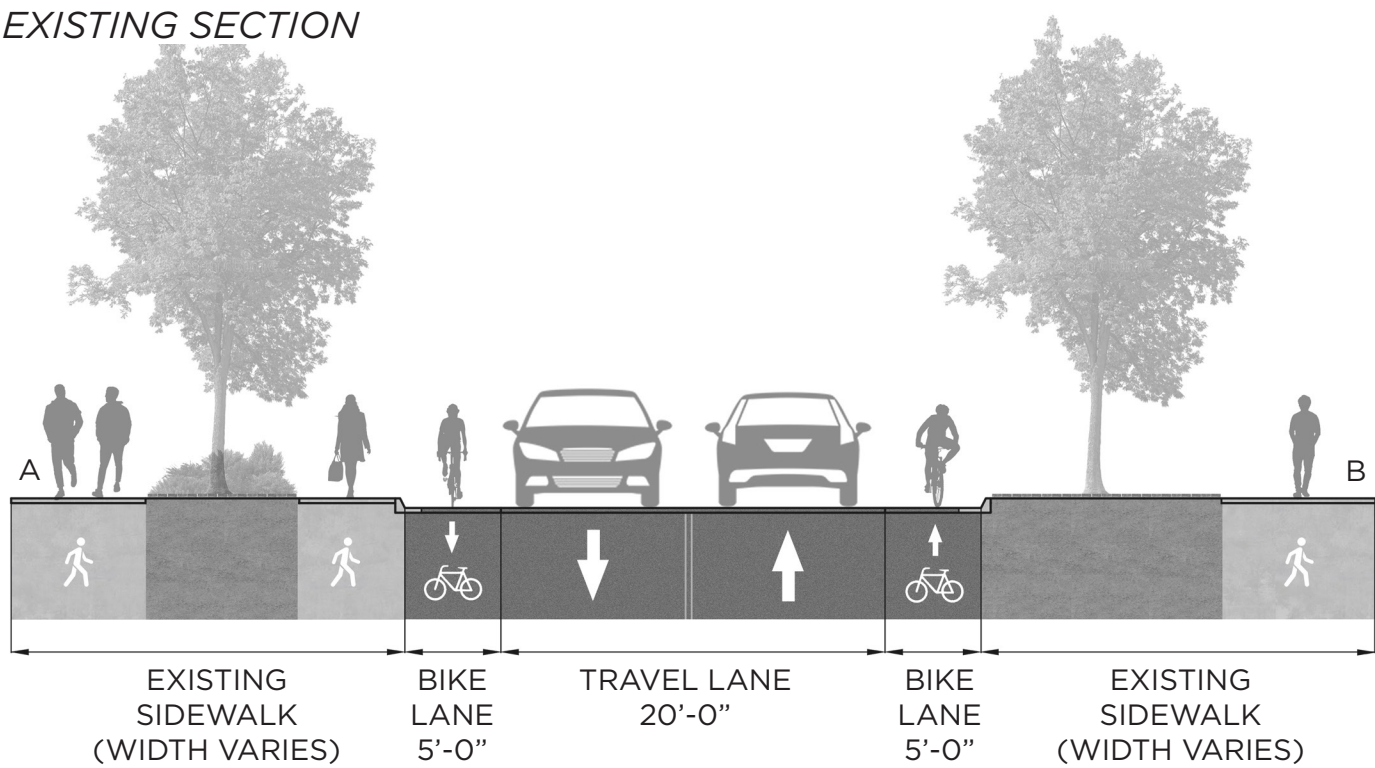 EXISTING SECTION
A
B
EXISTING
SIDEWALK
(WIDTH VARIES)
BIKE
LANE
5’-0”
TRAVEL LANE
20’-0”
BIKE
LANE
5’-0”
EXISTING
SIDEWALK
(WIDTH VARIES)